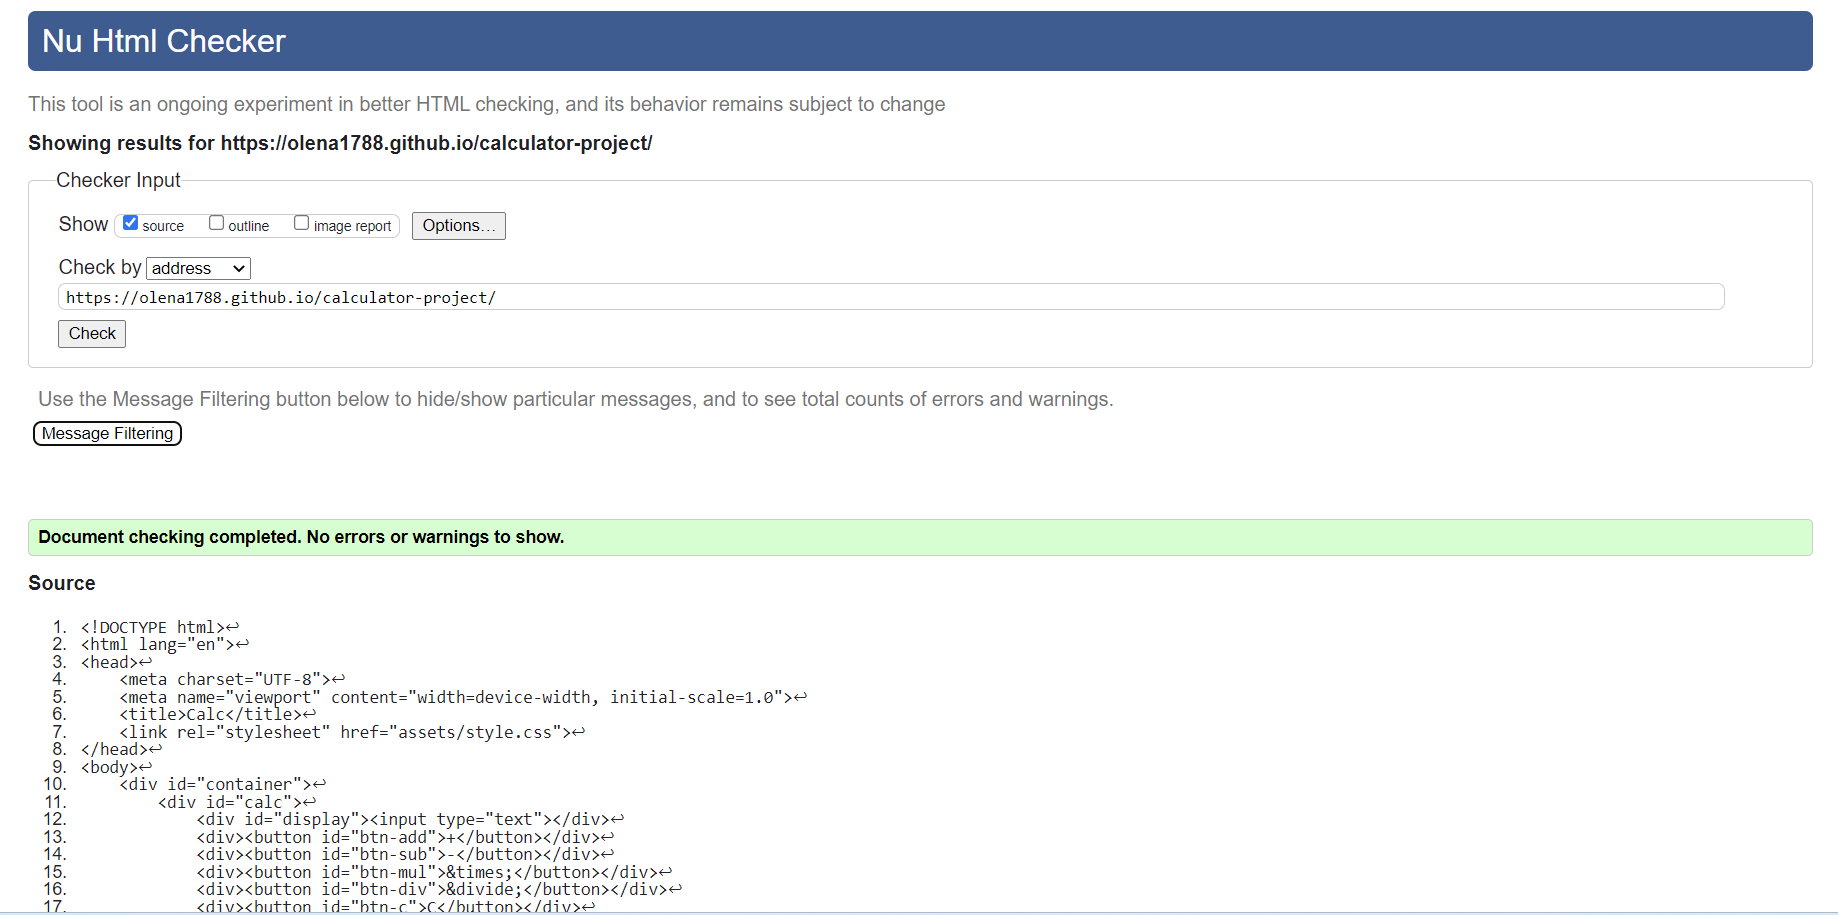 Nu Html Checker
This tool is an ongoing experiment in better HTML checking, and its behavior remains subject to change
Showing results for https://olena1788.github.io/calculator-project/
Checker Input
Show source outline image report Options…
Check by address
https://olena1788.github.io/calculator-project/
Check
Use the Message Filtering button below to hide/show particular messages, and to see total counts of errors and warnings.
Message Filtering
Document checking completed. No errors or warnings to show.
Source
1. <!DOCTYPE html>↩
2. <html lang="en">↩
3. <head>↩
4.     <meta charset="UTF-8">↩
5.     <meta name="viewport" content="width=device-width, initial-scale=1.0">↩
6.     <title>Calc</title>↩
7.     <link rel="stylesheet" href="assets/style.css">↩
8. </head>↩
9. <body>↩
10.     <div id="container">↩
11.         <div id="calc">↩
12.             <div id="display"><input type="text"></div>↩
13.             <div><button id="btn-add">+</button></div>↩
14.             <div><button id="btn-sub">-</button></div>↩
15.             <div><button id="btn-mul">&times;</button></div>↩
16.             <div><button id="btn-div">&divide;</button></div>↩
17.             <div><button id="btn-c">C</button></div>↩